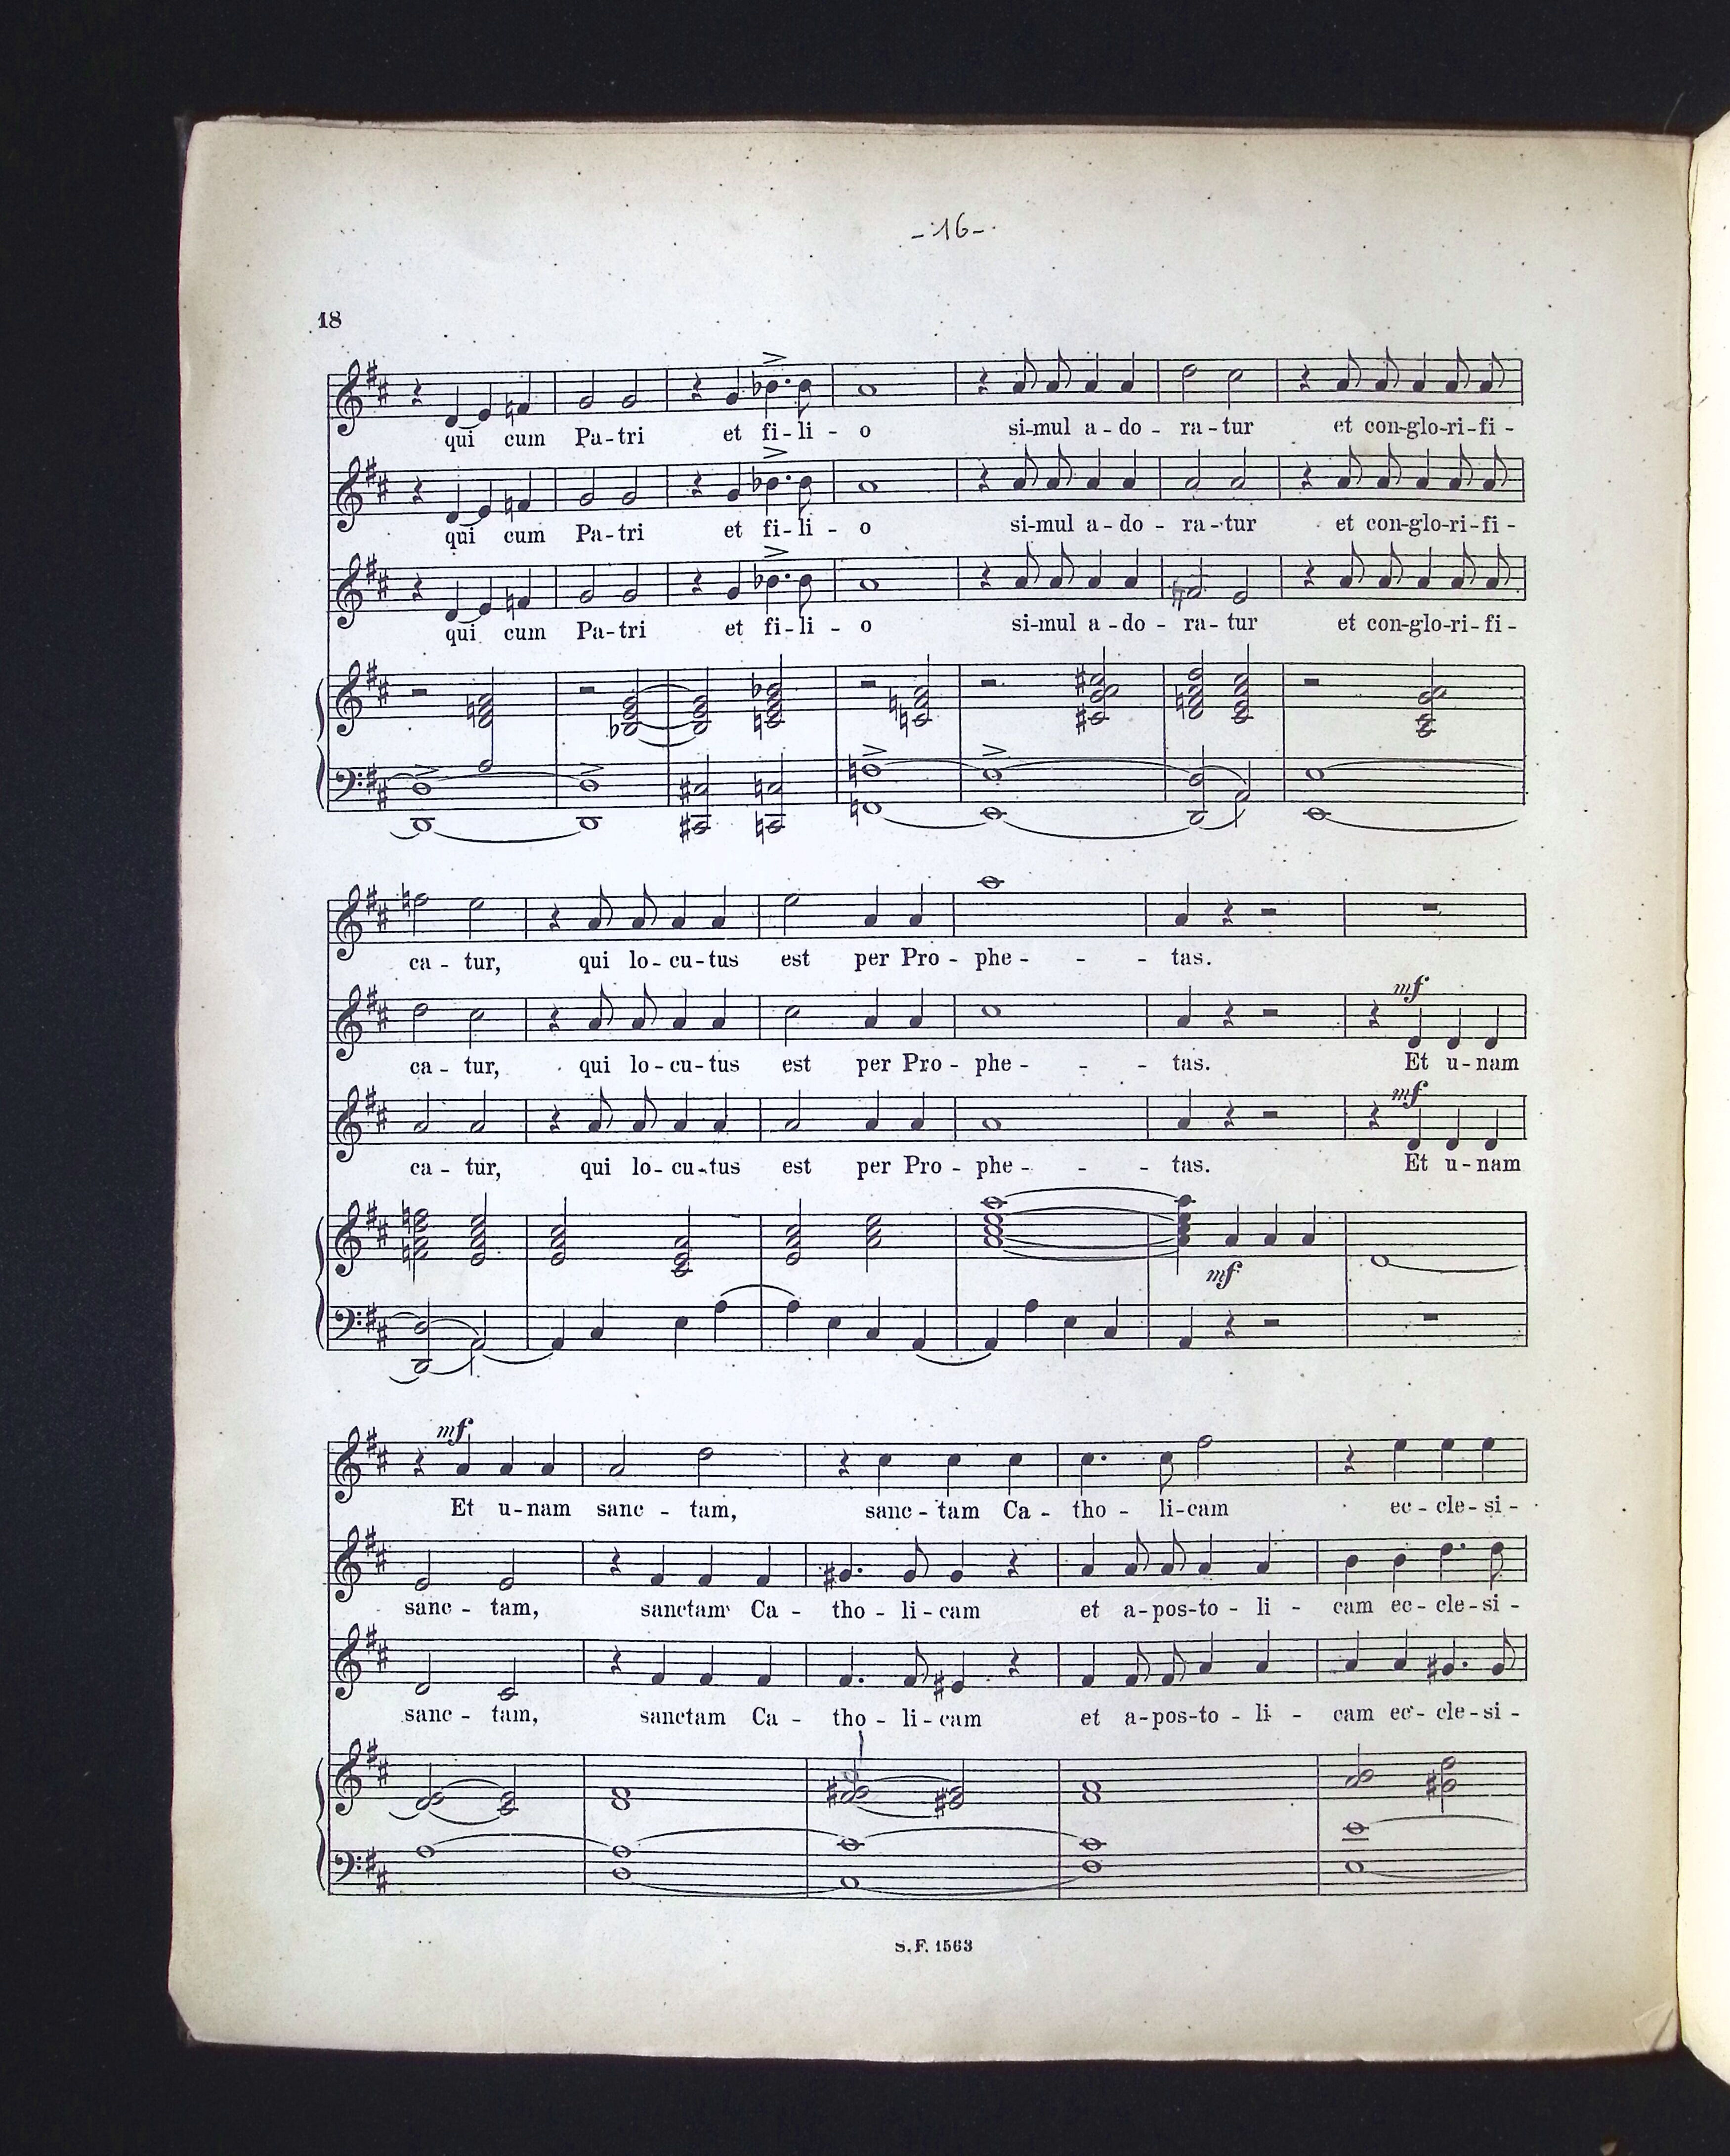 -16-
18
qui cum Pa-tri et fi-li-o si-mul a-do-ra-tur et con-glo-ri-fi-
qui cum Pa-tri et fi-li-o si-mul a-do-ra-tur et con-glo-ri-fi-
qui cum Pa-tri et fi-li-o si-mul a-do-ra-tur et con-glo-ri-fi-
ca-tur, qui lo-cu-tus est per Pro-phe- - -tas.
mf
ca-tur, qui lo-cu-tus est per Pro-phe- - -tas. Et u-nam
mf
ca-tur, qui lo-cu-tus est per Pro-phe- - -tas. Et u-nam
mf
mf
Et u-nam sanc-tam, sanc-tam Ca-tho-li-cam ec-cle-si-
sanc-tam, sanctam Ca-tho-li-cam et a-pos-to-li-cam ec-cle-si-
sanc-tam, sanctam Ca-tho-li-cam et a-pos-to-li-cam ec-cle-si-
S.F. 1563